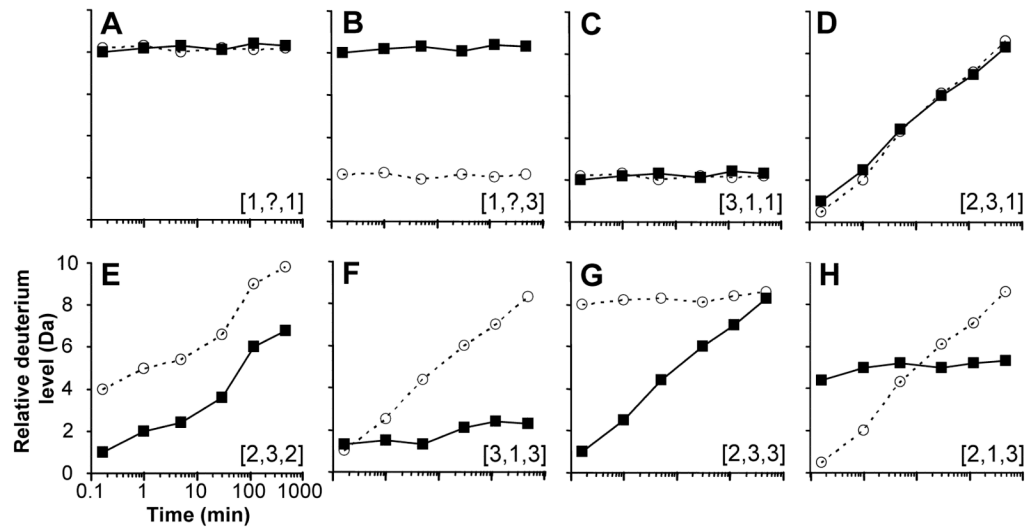 A
B
C
D
[1,?,1]
[1,?,3]
[3,1,1]
[2,3,1]
E
F
G
H
Relative deuterium
level (Da)
10
8
6
4
2
0
[2,3,2]
[3,1,3]
[2,3,3]
[2,1,3]
0.1 1 10 100 1000
Time (min)